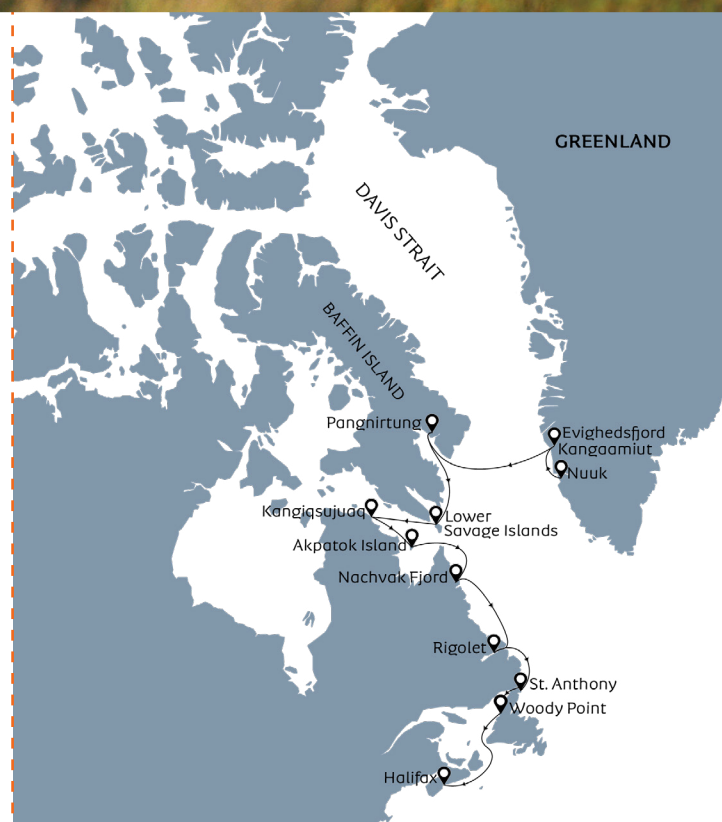 GREENLAND
DAVIS STRAIT
BAFFIN ISLAND
Pangnirtung
Evighedsfjord
Kangaamiut
Nuuk
Kangiqsujuaq
Lower
Savage Islands
Akpatok Island
Nachvak Fjord
Rigolet
St. Anthony
Woody Point
Halifax